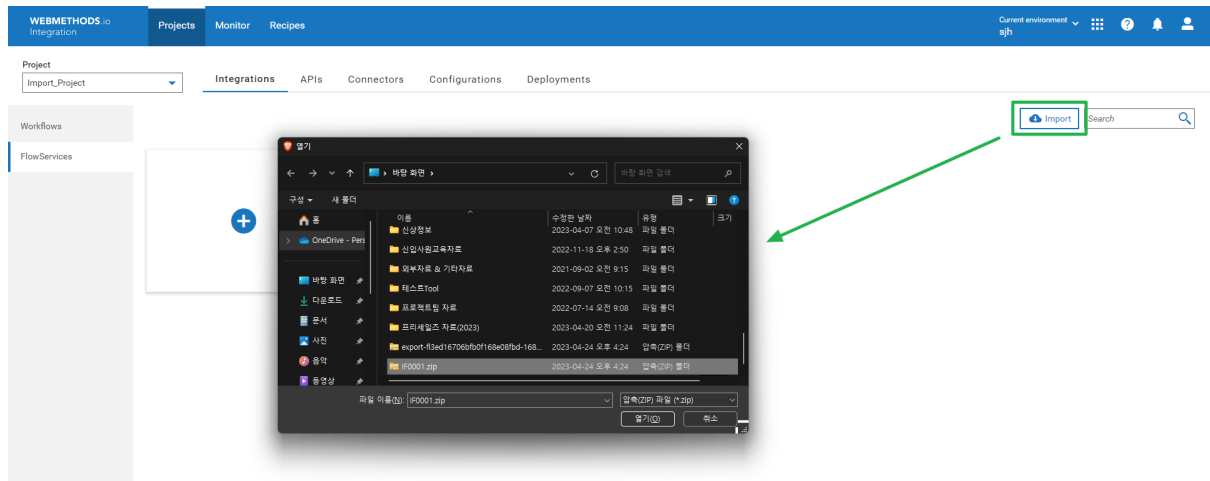 WEBMETHODS.io
Integration
Projects Monitor Recipes
Current environment
sjh
Project
Import_Project
Integrations APIs Connectors Configurations Deployments
Workflows
FlowServices
Import
Search
열기
바탕 화면
바탕 화면 검색
구성 새 폴더
이름 수정한 날짜 유형 크기
홈
OneDrive - Pers
바탕 화면
다운로드
문서
사진
음악
동영상
신상정보 2023-04-07 오전 10:48 파일 폴더
신입사원교육자료 2022-11-18 오후 2:50 파일 폴더
외부자료 & 기타자료 2021-09-02 오전 9:15 파일 폴더
테스트Tool 2022-09-07 오전 10:15 파일 폴더
프로젝트팀 자료 2022-07-14 오전 9:08 파일 폴더
프리세일즈 자료(2023) 2023-04-20 오전 11:24 파일 폴더
export-fl3ed16706bfb0f168e08fbd-168... 2023-04-24 오후 4:24 압축(ZIP) 폴더
IF0001.zip 2023-04-24 오후 4:24 압축(ZIP) 폴더
파일 이름(N): IF0001.zip 압축(ZIP) 파일 (*.zip)
열기(O) 취소